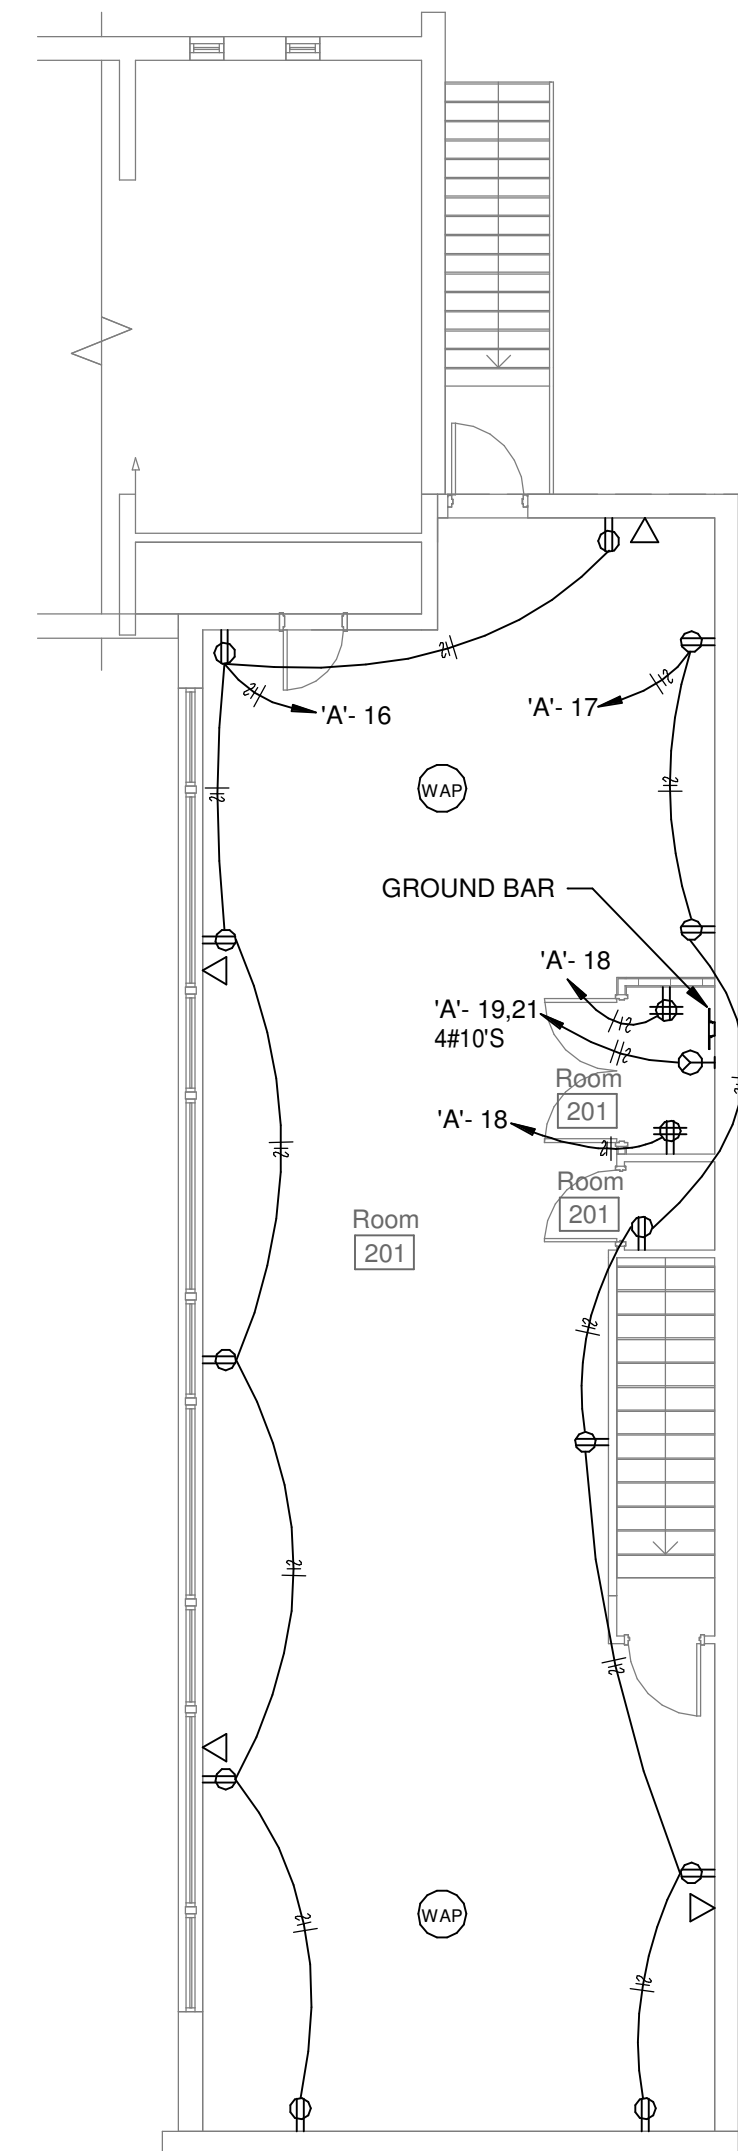 'A'- 16
'A'- 17
WAP
GROUND BAR
'A'- 18
'A'- 19,21
4#10'S
Room
201
'A'- 18
Room
201
Room
201
WAP